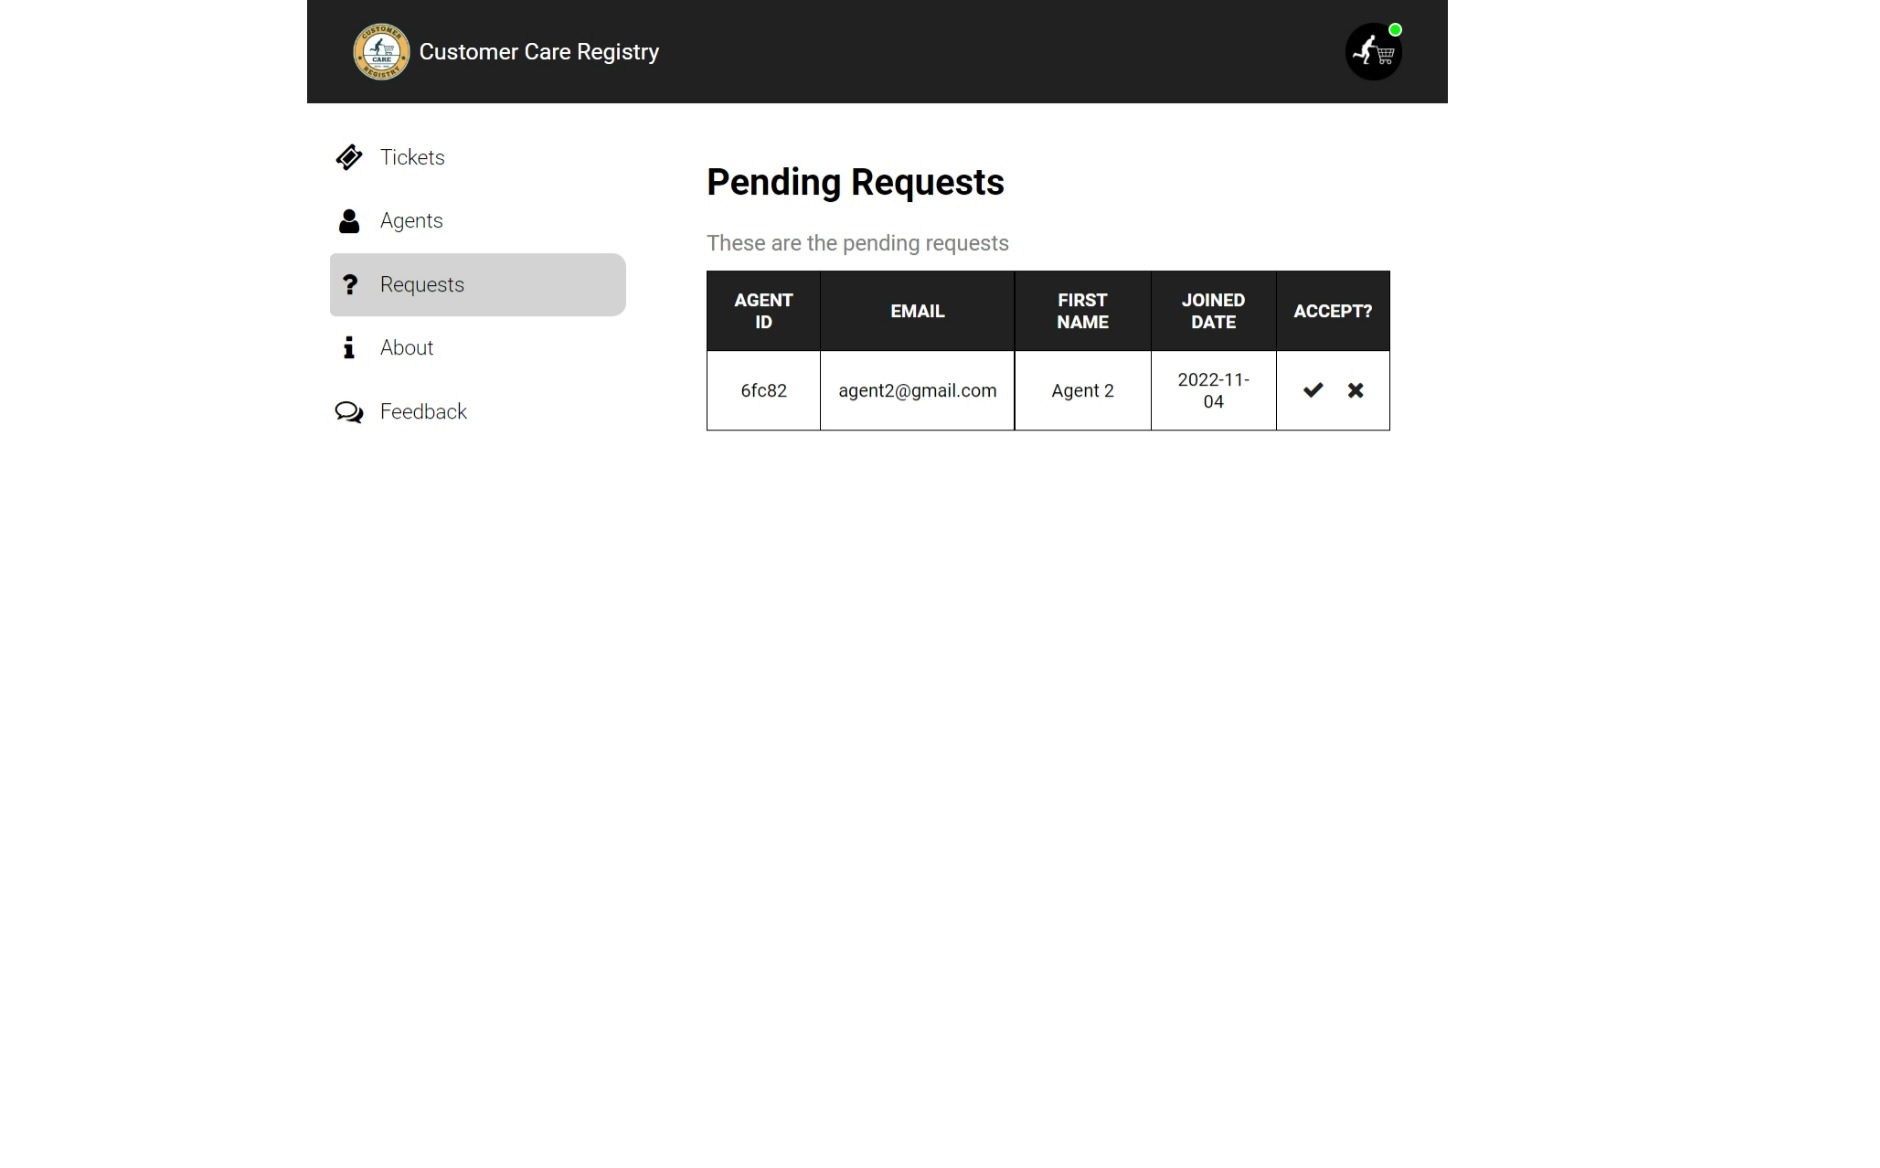 CUSTOMER
CARE
REGISTRY
Customer Care Registry
Tickets
Agents
Requests
About
Feedback
Pending Requests
These are the pending requests
AGENT ID EMAIL FIRST NAME JOINED DATE ACCEPT?
6fc82 agent2@gmail.com Agent 2 2022-11-04